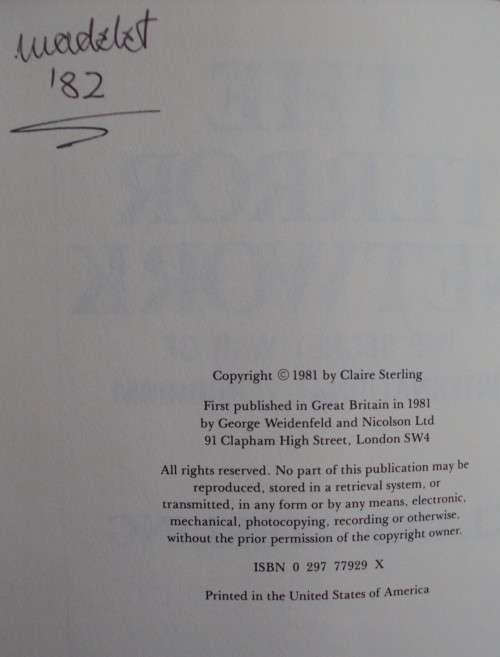 '82
Copyright © 1981 by Claire Sterling
First published in Great Britain in 1981
by George Weidenfeld and Nicolson Ltd
91 Clapham High Street, London SW4
All rights reserved. No part of this publication may be
reproduced, stored in a retrieval system, or
transmitted, in any form or by any means, electronic,
mechanical, photocopying, recording or otherwise,
without the prior permission of the copyright owner.
ISBN 0 297 77929 X
Printed in the United States of America